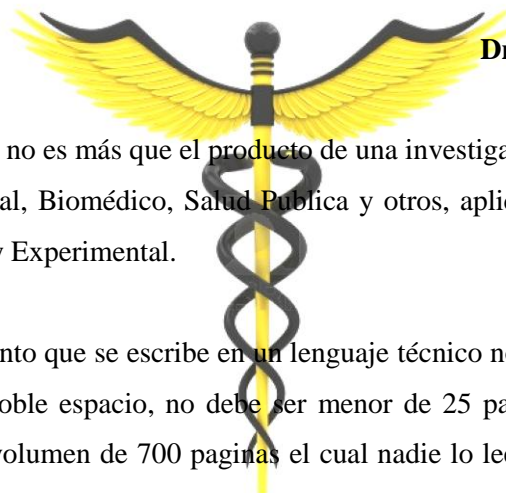 Dr
no es más que el producto de una investiga
al, Biomédico, Salud Publica y otros, aplic
y Experimental.
nto que se escribe en un lenguaje técnico no
oble espacio, no debe ser menor de 25 pa
volumen de 700 paginas el cual nadie lo lec